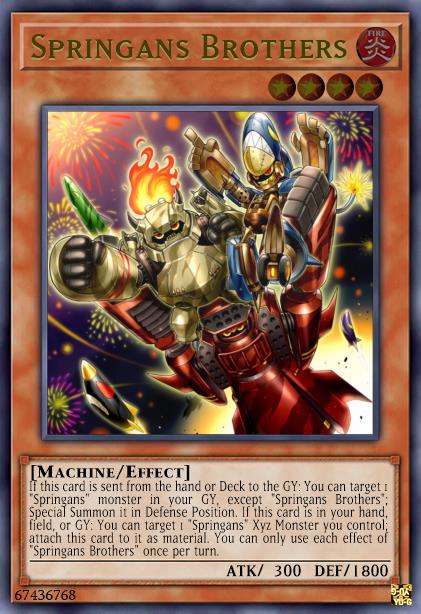 Springans Brothers
FIRE
炎
[Machine/Effect]
If this card is sent from the hand or Deck to the GY: You can target 1
"Springans" monster in your GY, except "Springans Brothers";
Special Summon it in Defense Position. If this card is in your hand,
field, or GY: You can target 1 "Springans" Xyz Monster you control;
attach this card to it as material. You can only use each effect of
"Springans Brothers" once per turn.
ATK/ 300 DEF/1800
67436768